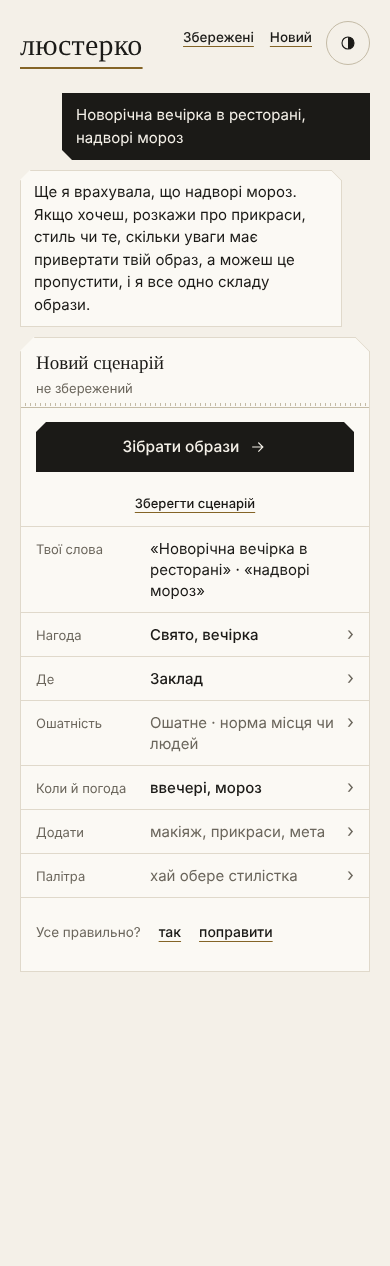 люстерко
Збережені Новий
Новорічна вечірка в ресторані,
надворі мороз
Ще я врахувала, що надворі мороз.
Якщо хочеш, розкажи про прикраси,
стиль чи те, скільки уваги має
привертати твій образ, а можеш це
пропустити, і я все одно складу
образи.
Новий сценарій
не збережений
Зібрати образи →
Зберегти сценарій
Твої слова «Новорічна вечірка в
ресторані» · «надворі
мороз»
Нагода Свято, вечірка
Де Заклад
Ошатність Ошатне · норма місця чи
людей
Коли й погода ввечері, мороз
Додати макіяж, прикраси, мета
Палітра хай обере стилістка
Усе правильно? так поправити